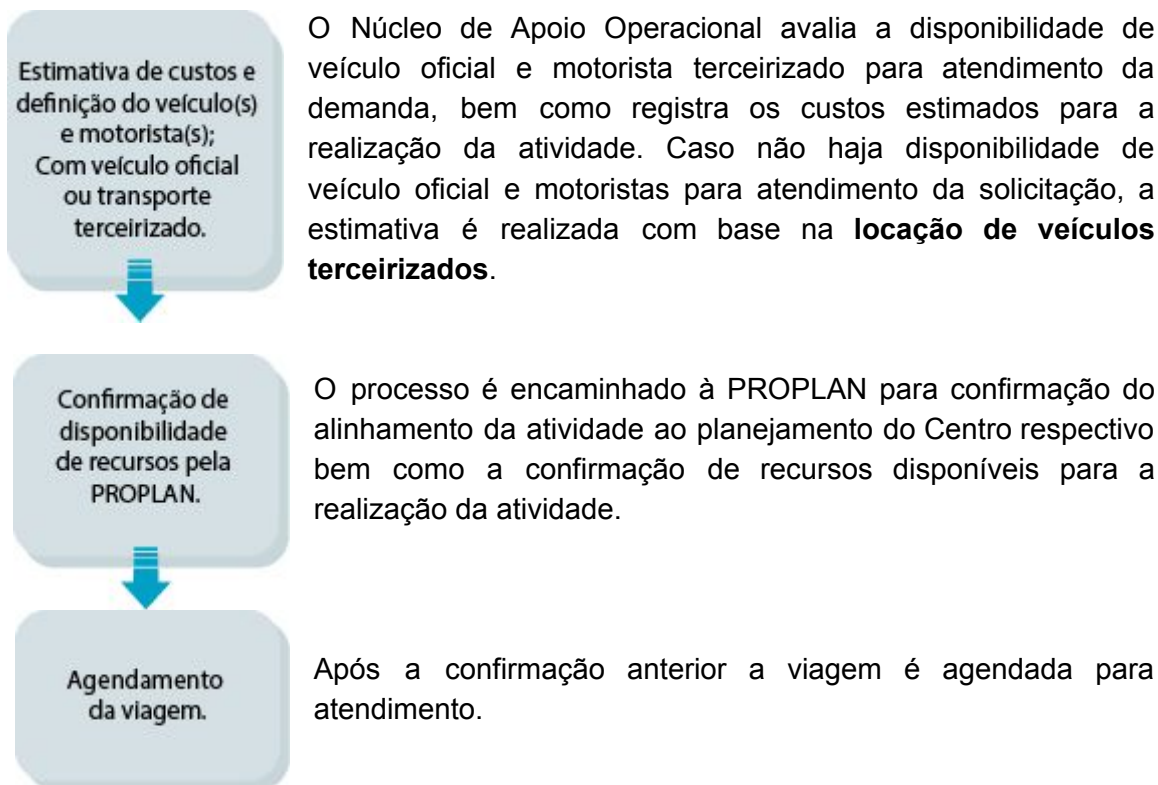 Estimativa de custos e
definição do veículo(s)
e motorista(s);
Com veículo oficial
ou transporte
terceirizado.
O Núcleo de Apoio Operacional avalia a disponibilidade de
veículo oficial e motorista terceirizado para atendimento da
demanda, bem como registra os custos estimados para a
realização da atividade. Caso não haja disponibilidade de
veículo oficial e motoristas para atendimento da solicitação, a
estimativa é realizada com base na locação de veículos
terceirizados.
Confirmação de
disponibilidade
de recursos pela
PROPLAN.
O processo é encaminhado à PROPLAN para confirmação do
alinhamento da atividade ao planejamento do Centro respectivo
bem como a confirmação de recursos disponíveis para a
realização da atividade.
Agendamento
da viagem.
Após a confirmação anterior a viagem é agendada para
atendimento.